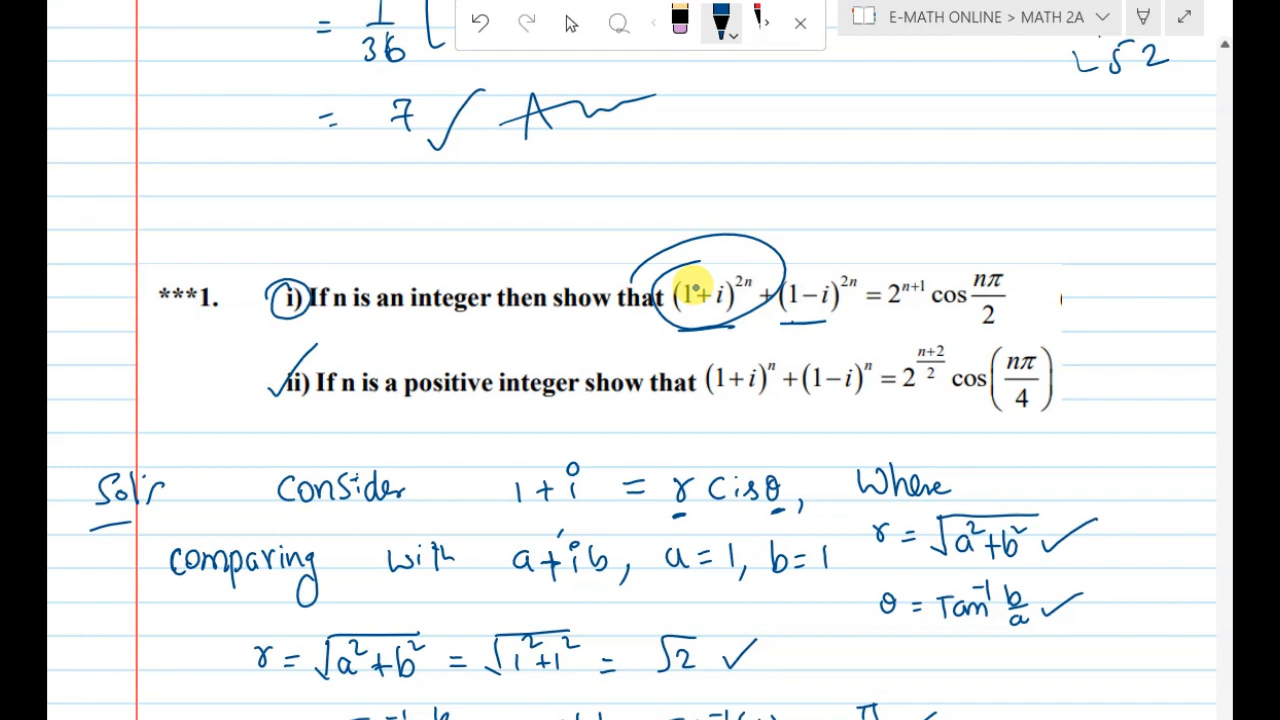 = 1/36 [
E-MATH ONLINE > MATH 2A
∟52
= 7 ✓ Ans
***1. i) If n is an integer then show that (1+i)^{2n} + (1−i)^{2n} = 2^{n+1} cos nπ/2
ii) If n is a positive integer show that (1+i)^n + (1−i)^n = 2^{(n+2)/2} cos(nπ/4)
Sol: Consider 1+i = r cisθ, Where
r = √(a²+b²) ✓
comparing with a+ib, a=1, b=1
θ = Tan⁻¹ b/a ✓
r = √(a²+b²) = √(1²+1²) = √2 ✓